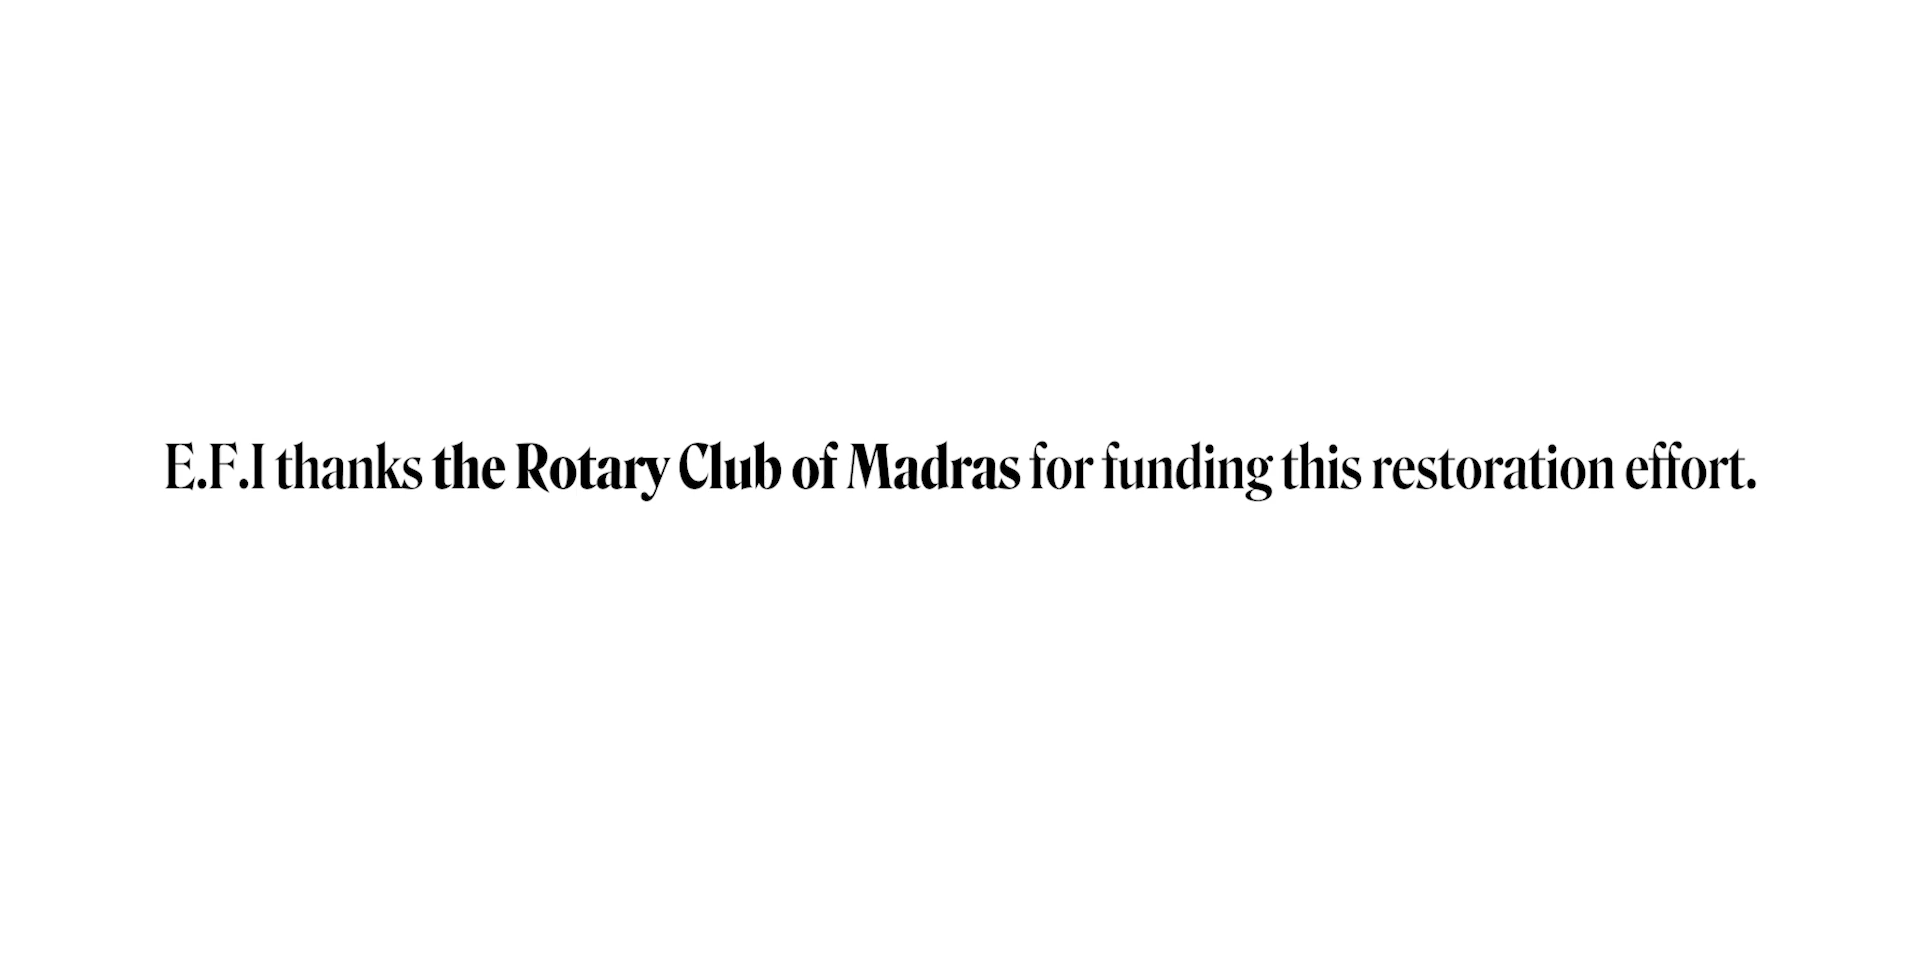 E.F.I thanks the Rotary Club of Madras for funding this restoration effort.